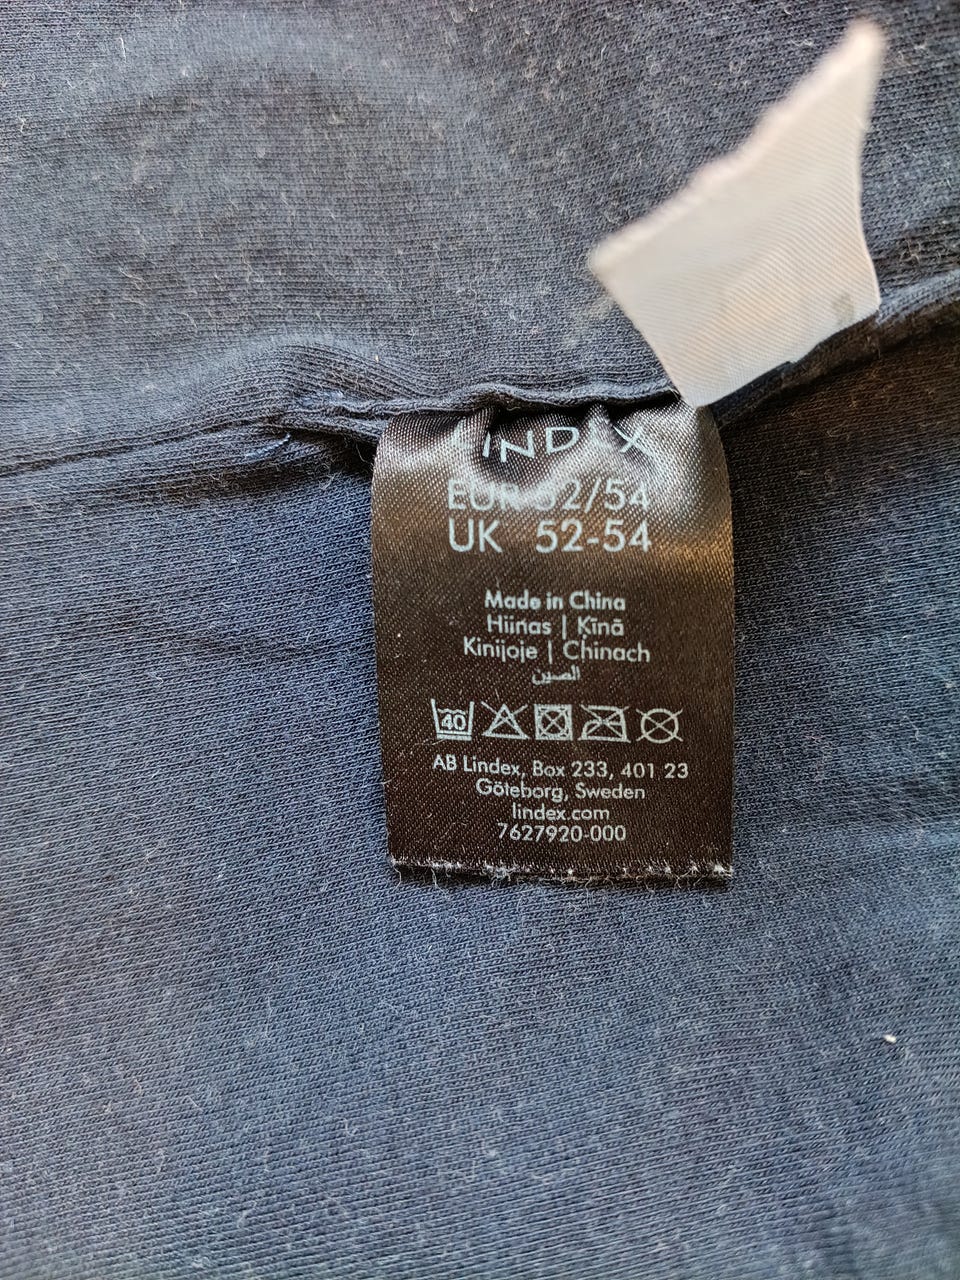 LINDEX
EUR 52/54
UK 52-54
Made in China
Hiinas | Ķīnā
Kinijoje | Chinach
الصين
40
AB Lindex, Box 233, 401 23
Göteborg, Sweden
lindex.com
7627920-000